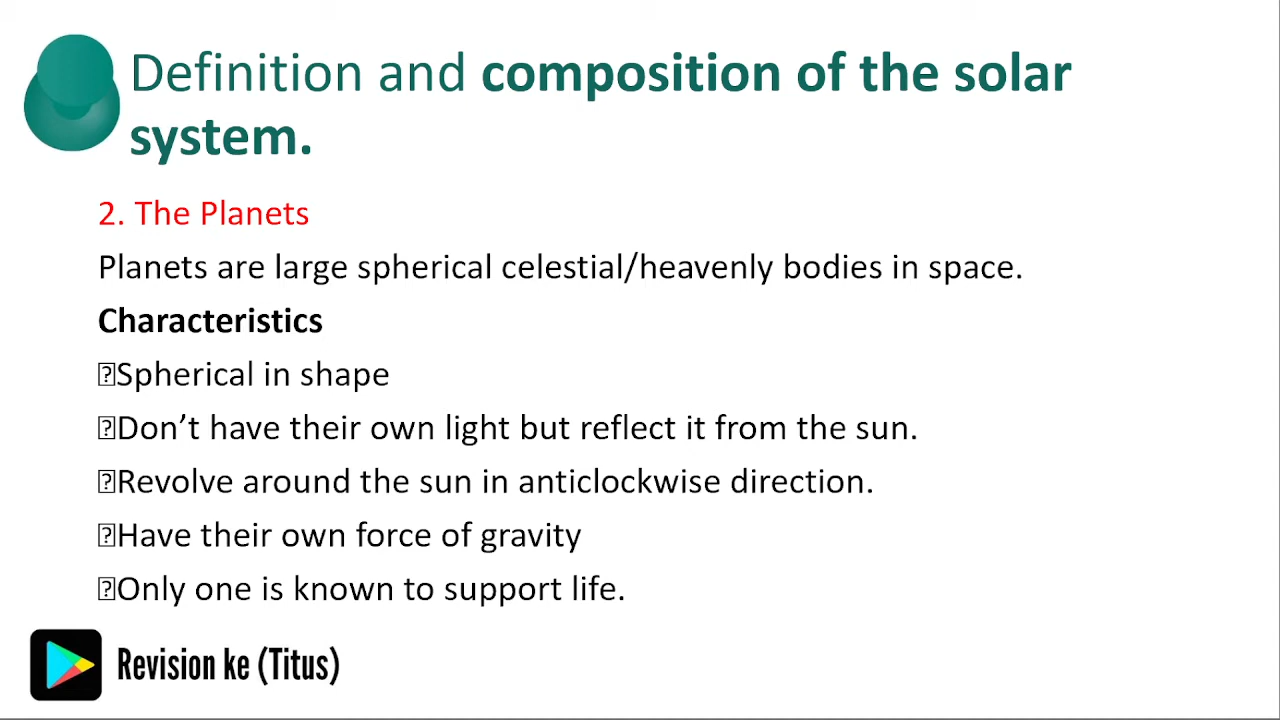 Definition and composition of the solar
system.
2. The Planets
Planets are large spherical celestial/heavenly bodies in space.
Characteristics
Spherical in shape
Don’t have their own light but reflect it from the sun.
Revolve around the sun in anticlockwise direction.
Have their own force of gravity
Only one is known to support life.
Revision ke (Titus)